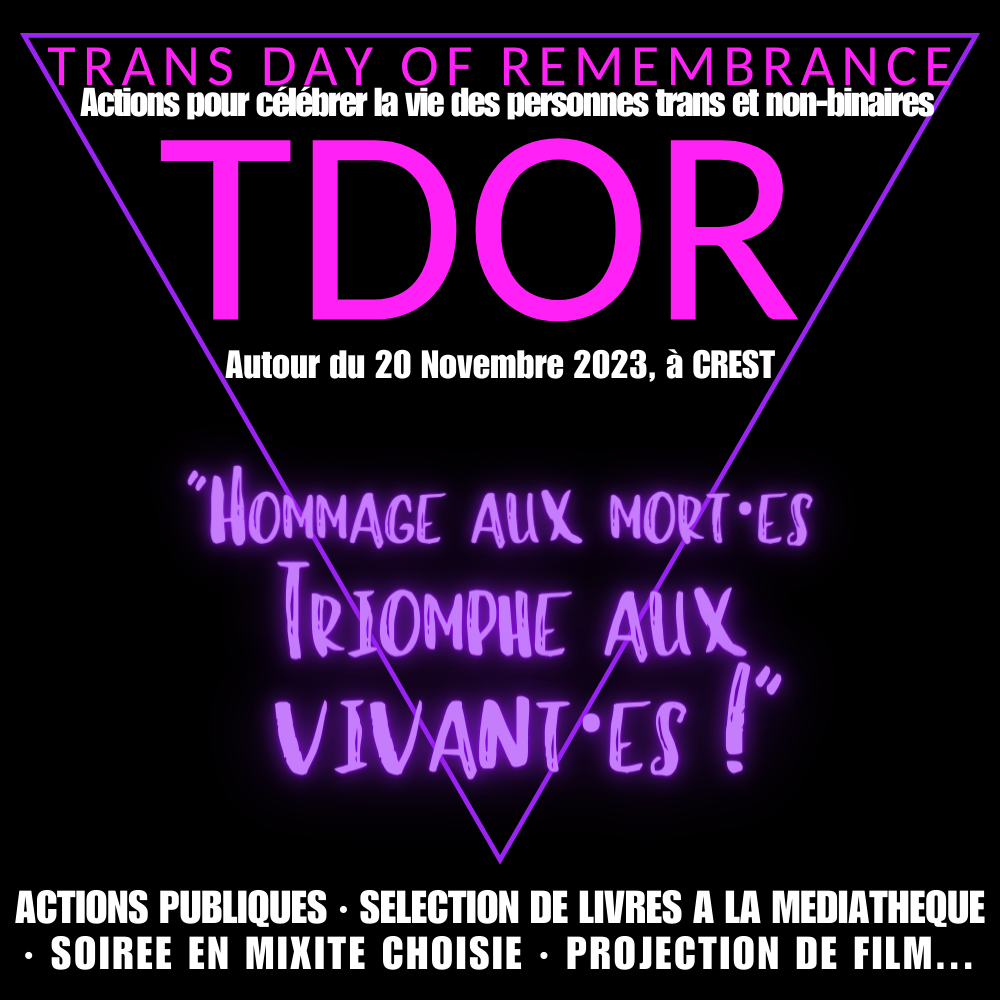 TRANS DAY OF REMEMBRANCE
Actions pour célébrer la vie des personnes trans et non-binaires
TDOR
Autour du 20 Novembre 2023, à CREST
"HOMMAGE AUX MORT·ES
TRIOMPHE AUX
VIVANT·ES !"
ACTIONS PUBLIQUES · SELECTION DE LIVRES A LA MEDIATHEQUE
· SOIREE EN MIXITE CHOISIE · PROJECTION DE FILM...